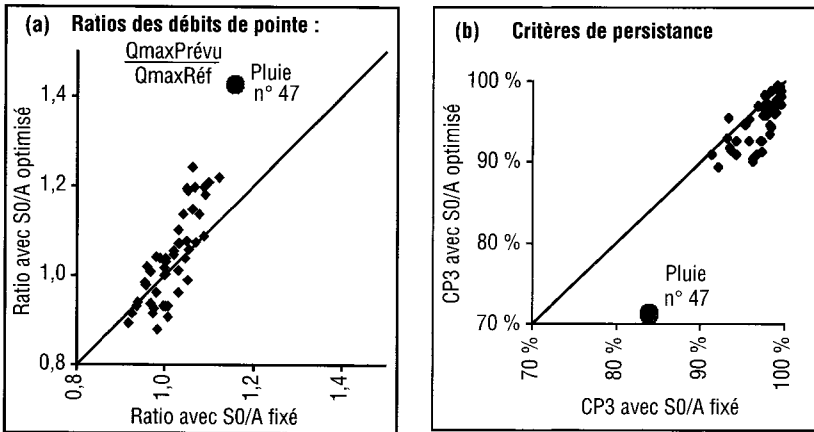 (a) Ratios des débits de pointe :
QmaxPrévu
QmaxRéf
Pluie
n° 47
Ratio avec S0/A optimisé
1,4
1,2
1,0
0,8
0,8
1,0
1,2
1,4
Ratio avec S0/A fixé
(b) Critères de persistance
CP3 avec S0/A optimisé
100 %
90 %
80 %
70 %
Pluie
n° 47
70 %
80 %
90 %
100 %
CP3 avec S0/A fixé